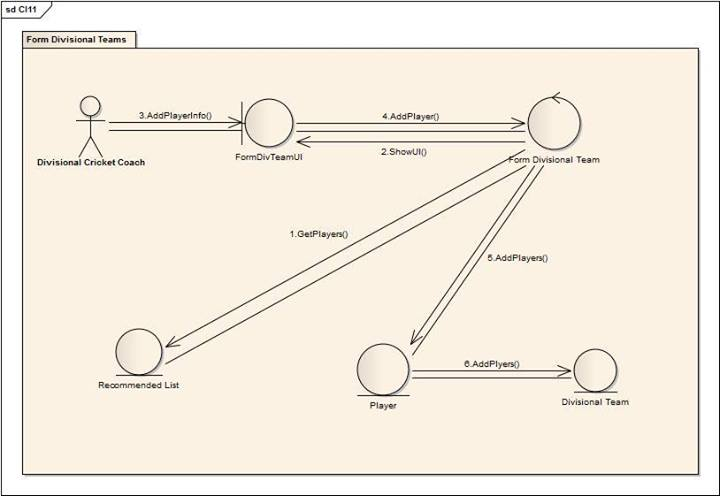 sd CI11
Form Divisional Teams
3.AddPlayerInfo()
4.AddPlayer()
2.ShowUI()
Divisional Cricket Coach
FormDivTeamUI
Form Divisional Team
1.GetPlayers()
5.AddPlayers()
6.AddPlyers()
Recommended List
Player
Divisional Team